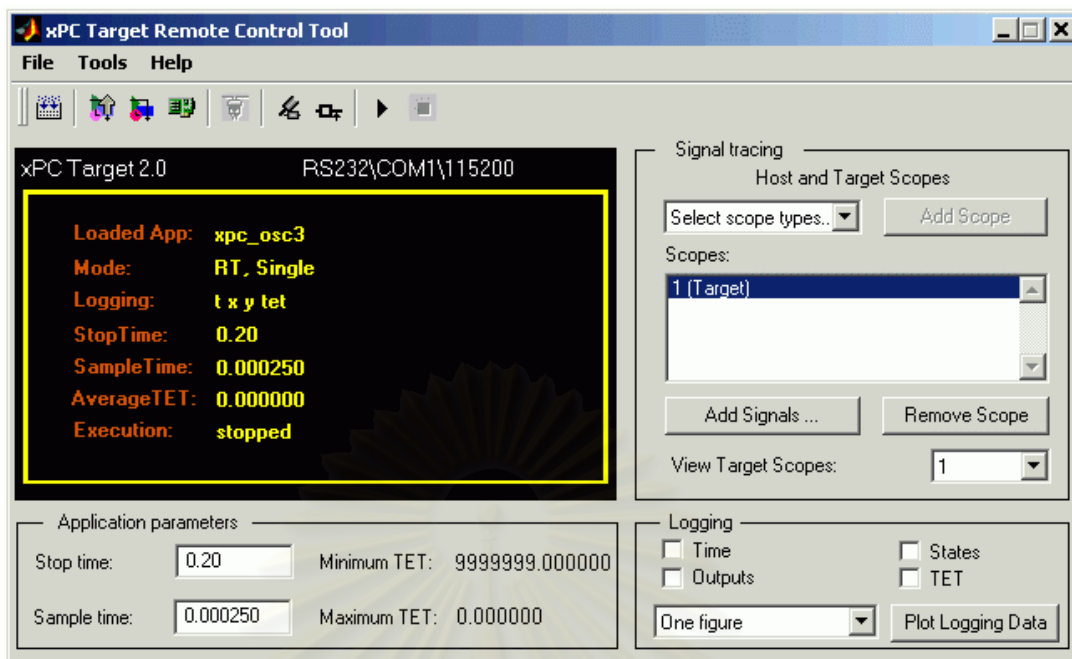 xPC Target Remote Control Tool
File Tools Help
xPC Target 2.0 RS232\COM1\115200
Loaded App: xpc_osc3
Mode: RT, Single
Logging: t x y tet
StopTime: 0.20
SampleTime: 0.000250
AverageTET: 0.000000
Execution: stopped
Signal tracing
Host and Target Scopes
Select scope types.. Add Scope
Scopes:
1 (Target)
Add Signals ... Remove Scope
View Target Scopes: 1
Application parameters
Stop time: 0.20 Minimum TET: 9999999.000000
Sample time: 0.000250 Maximum TET: 0.000000
Logging
Time States
Outputs TET
One figure Plot Logging Data